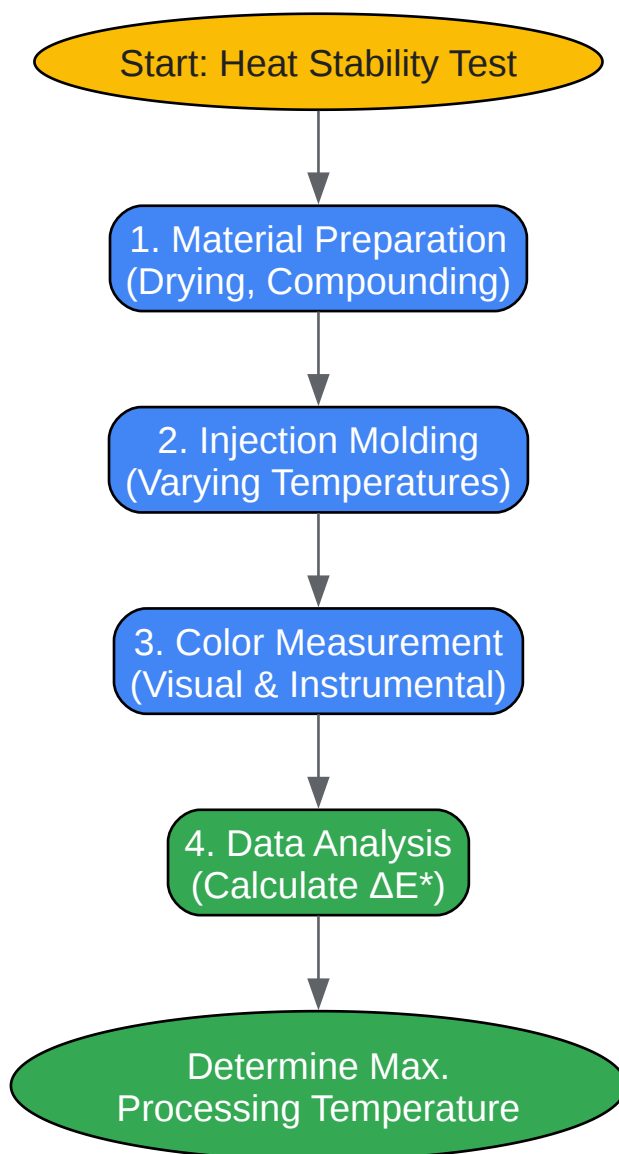 Start: Heat Stability Test
1. Material Preparation
(Drying, Compounding)
2. Injection Molding
(Varying Temperatures)
3. Color Measurement
(Visual & Instrumental)
4. Data Analysis
(Calculate ΔE*)
Determine Max.
Processing Temperature